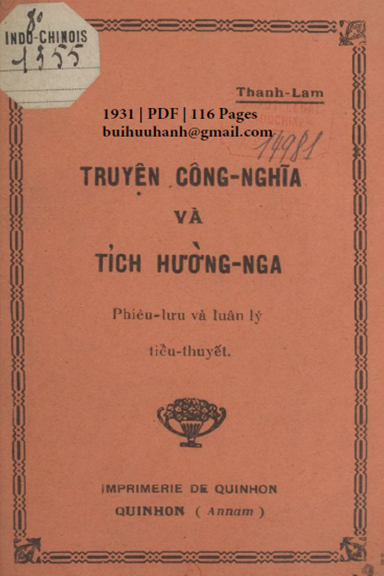 8°
INDO-CHINOIS
1355
Thanh-Lam
1931 | PDF | 116 Pages
buihuuhanh@gmail.com
14981
TRUYỆN CÔNG-NGHĨA
VÀ
TÍCH HƯỜNG-NGA
Phiêu-lưu và luân lý
tiểu-thuyết.
IMPRIMERIE DE QUINHON
QUINHON ( Annam )